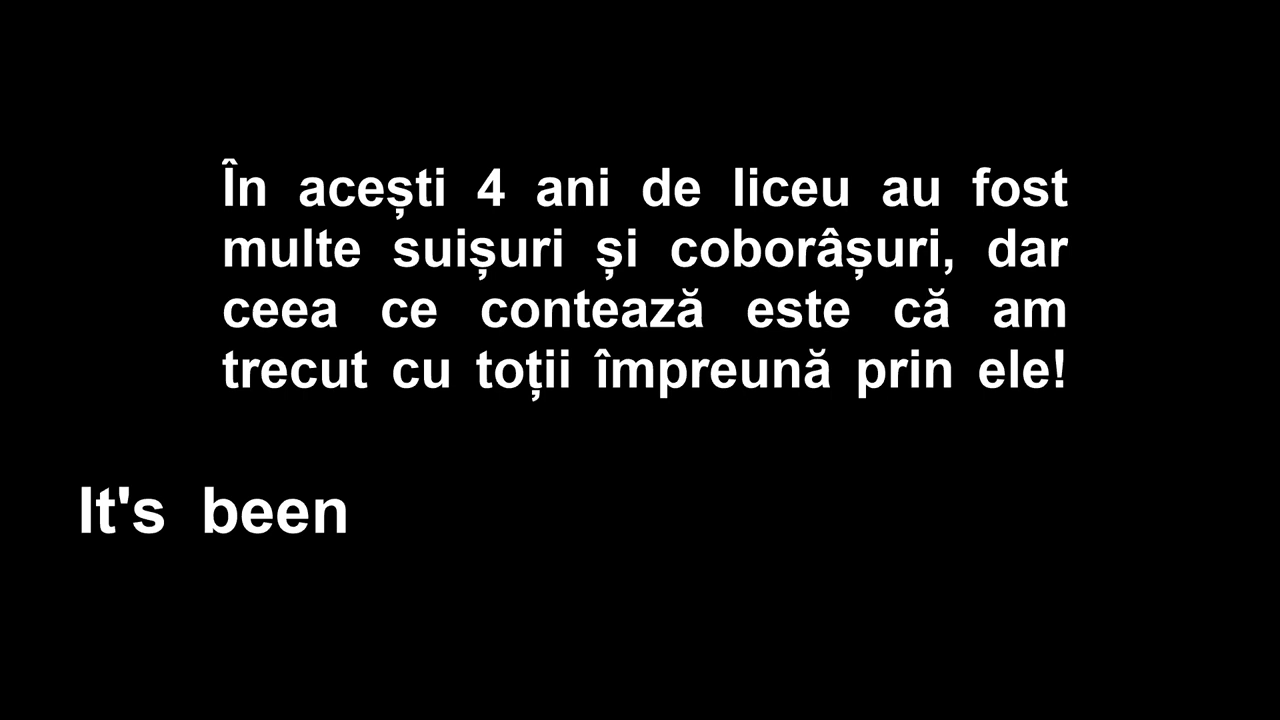 În acești 4 ani de liceu au fost
multe suișuri și coborâșuri, dar
ceea ce contează este că am
trecut cu toții împreună prin ele!
It's been